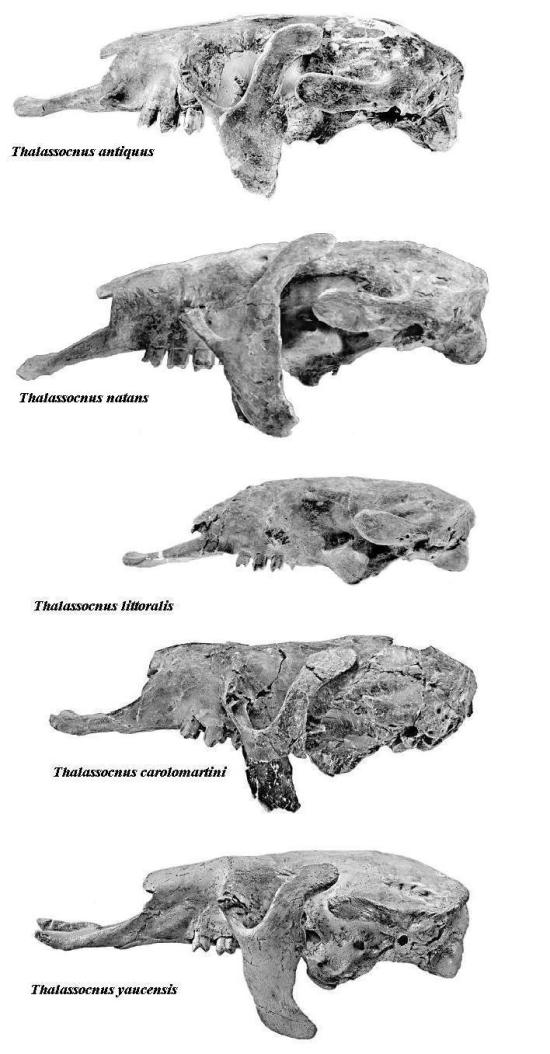 Thalassocnus antiquus
Thalassocnus natans
Thalassocnus littoralis
Thalassocnus carolomartini
Thalassocnus yaucensis